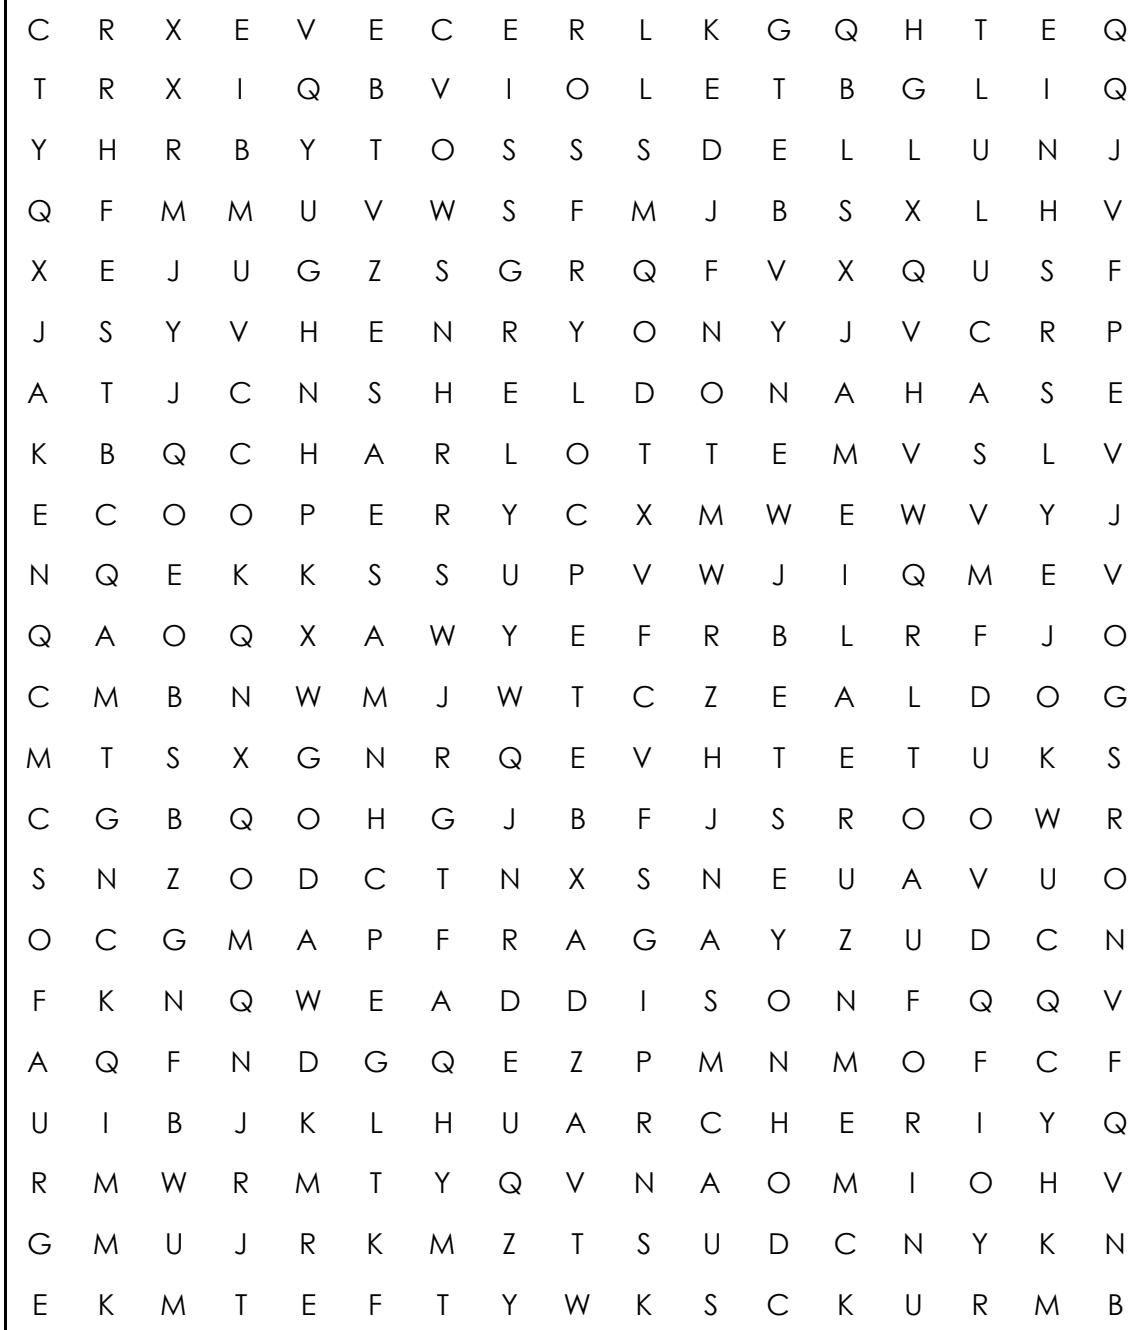 C R X E V E C E R L K G Q H T E Q
T R X I Q B V I O L E T B G L I Q
Y H R B Y T O S S S D E L L U N J
Q F M M U V W S F M J B S X L H V
X E J U G Z S G R Q F V X Q U S F
J S Y V H E N R Y O N Y J V C R P
A T J C N S H E L D O N A H A S E
K B Q C H A R L O T T E M V S L V
E C O O P E R Y C X M W E W V Y J
N Q E K K S S U P V W J I Q M E V
Q A O Q X A W Y E F R B L R F J O
C M B N W M J W T C Z E A L D O G
M T S X G N R Q E V H T E T U K S
C G B Q O H G J B F J S R O O W R
S N Z O D C T N X S N E U A V U O
O C G M A P F R A G A Y Z U D C N
F K N Q W E A D D I S O N F Q Q V
A Q F N D G Q E Z P M N M O F C F
U I B J K L H U A R C H E R I Y Q
R M W R M T Y Q V N A O M I O H V
G M U J R K M Z T S U D C N Y K N
E K M T E F T Y W K S C K U R M B